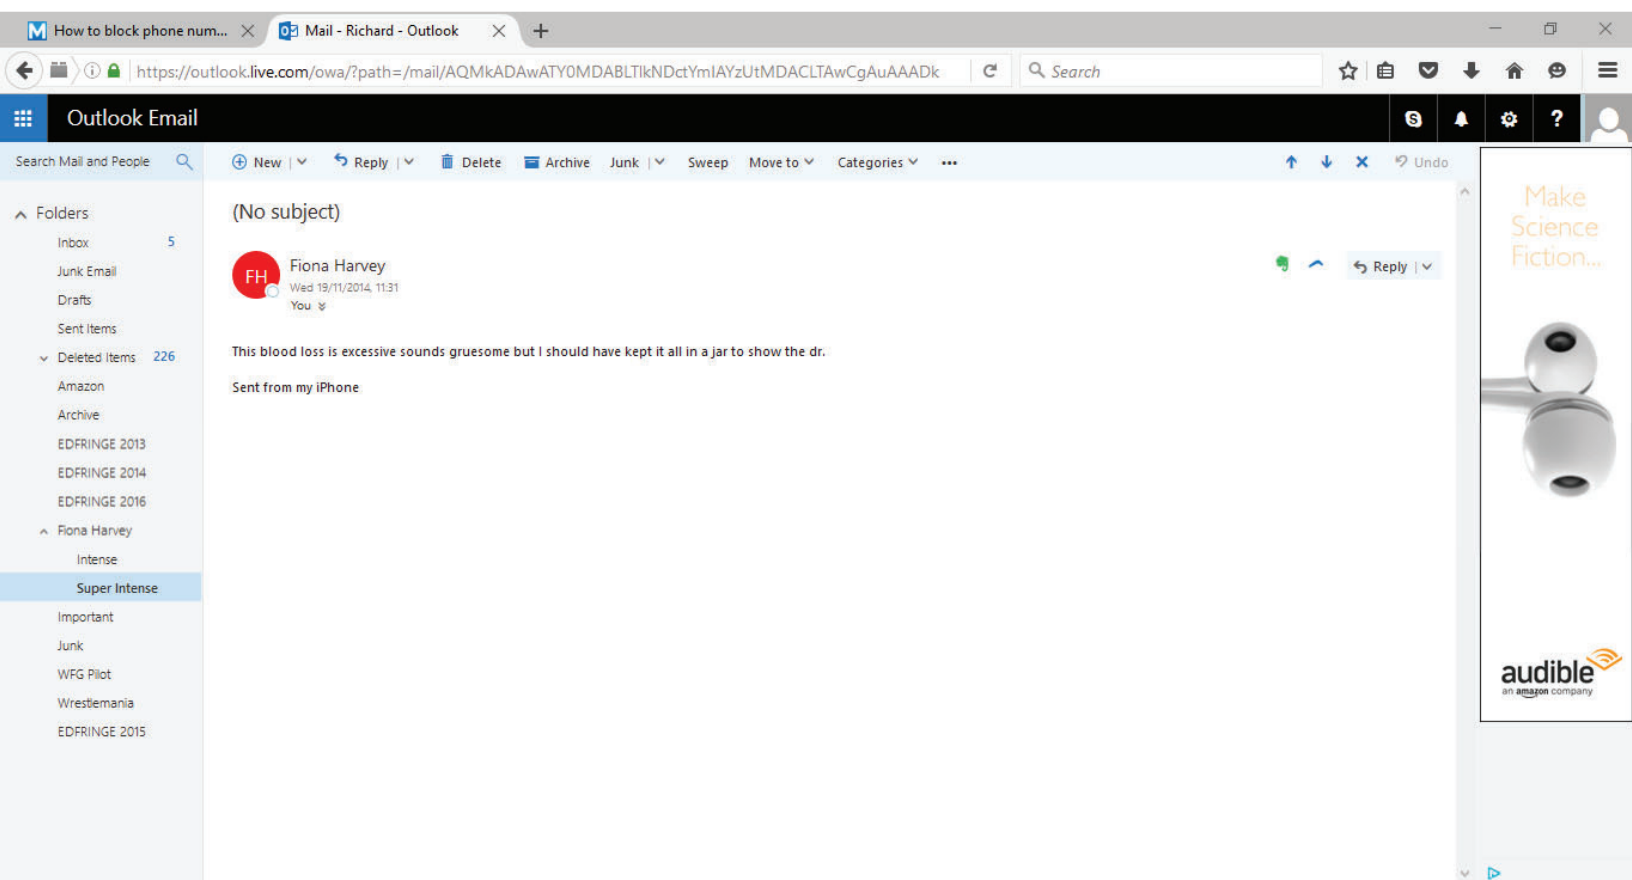 How to block phone num...
Mail - Richard - Outlook
https://outlook.live.com/owa/?path=/mail/AQMkADAwATY0MDABLTlkNDctYmIAYzUtMDACLTAwCgAuAAADk
Search
Outlook Email
Search Mail and People
New
Reply
Delete
Archive
Junk
Sweep
Move to
Categories
Undo
Folders
Inbox 5
Junk Email
Drafts
Sent Items
Deleted Items 226
Amazon
Archive
EDFRINGE 2013
EDFRINGE 2014
EDFRINGE 2016
Fiona Harvey
Intense
Super Intense
Important
Junk
WFG Pilot
Wrestlemania
EDFRINGE 2015
(No subject)
FH
Fiona Harvey
Wed 19/11/2014, 11:31
You
Reply
This blood loss is excessive sounds gruesome but I should have kept it all in a jar to show the dr.
Sent from my iPhone
Make
Science
Fiction...
audible
an amazon company